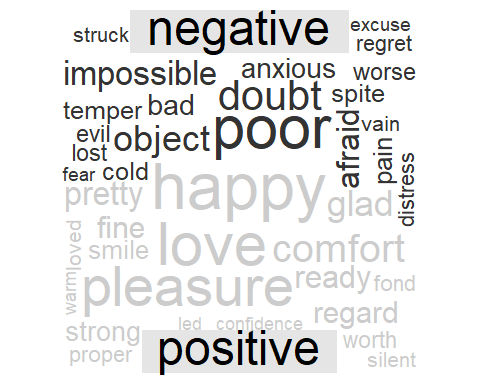 negative
struck
excuse
regret
impossible
anxious
worse
doubt
spite
temper
bad
poor
afraid
vain
evil
object
lost
pain
fear
cold
distress
pretty
happy
glad
fine
love
loved
smile
comfort
warm
pleasure
ready
fond
strong
led
confidence
regard
proper
positive
worth
silent